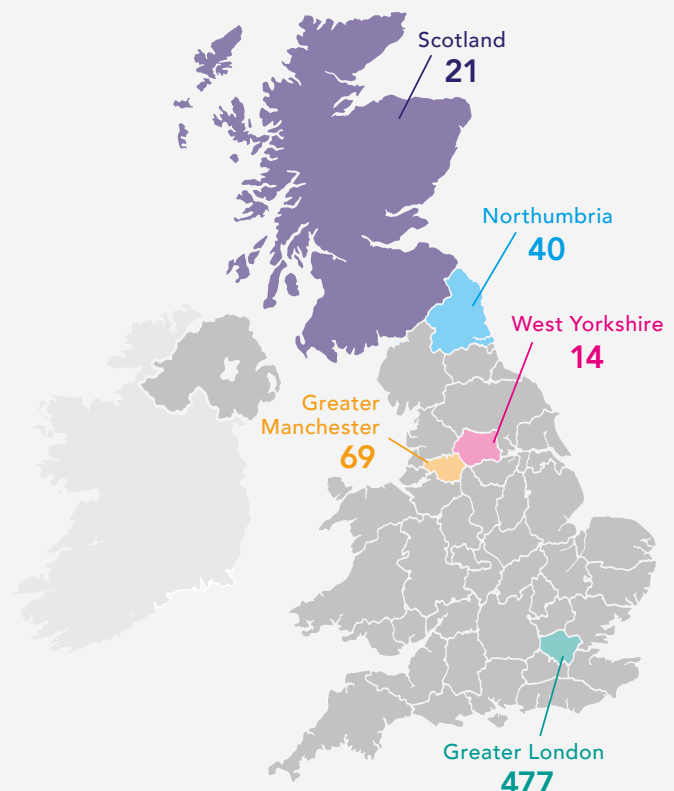 Scotland
21
Northumbria
40
West Yorkshire
14
Greater
Manchester
69
Greater London
477